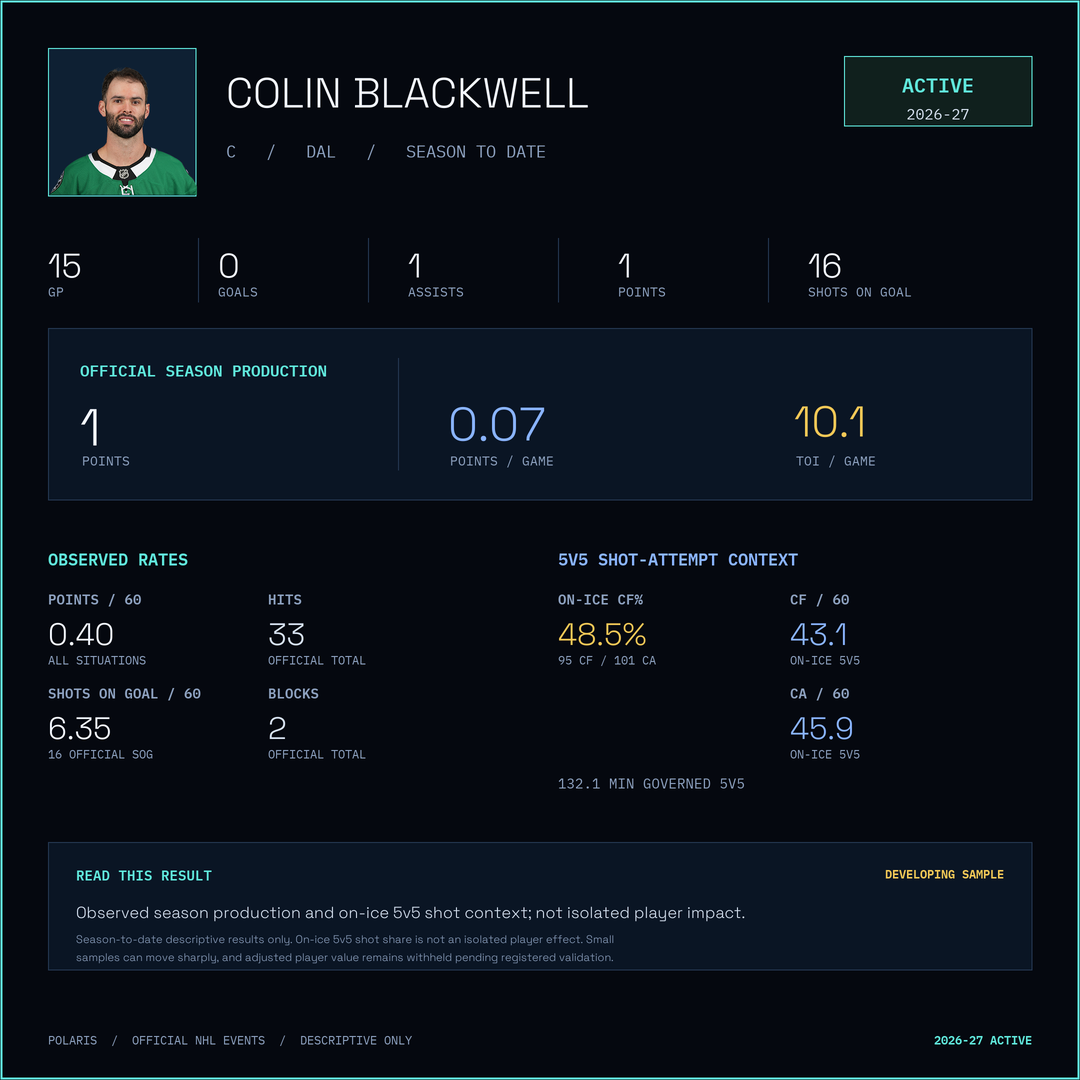 COLIN BLACKWELL
C / DAL / SEASON TO DATE
ACTIVE
2026-27
15 0 1 1 16
GP GOALS ASSISTS POINTS SHOTS ON GOAL
OFFICIAL SEASON PRODUCTION
1 0.07 10.1
POINTS POINTS / GAME TOI / GAME
OBSERVED RATES
POINTS / 60 HITS
0.40 33
ALL SITUATIONS OFFICIAL TOTAL
SHOTS ON GOAL / 60 BLOCKS
6.35 2
16 OFFICIAL SOG OFFICIAL TOTAL
5V5 SHOT-ATTEMPT CONTEXT
ON-ICE CF% CF / 60
48.5% 43.1
95 CF / 101 CA ON-ICE 5V5
CA / 60
45.9
ON-ICE 5V5
132.1 MIN GOVERNED 5V5
READ THIS RESULT
DEVELOPING SAMPLE
Observed season production and on-ice 5v5 shot context; not isolated player impact.
Season-to-date descriptive results only. On-ice 5v5 shot share is not an isolated player effect. Small
samples can move sharply, and adjusted player value remains withheld pending registered validation.
POLARIS / OFFICIAL NHL EVENTS / DESCRIPTIVE ONLY
2026-27 ACTIVE